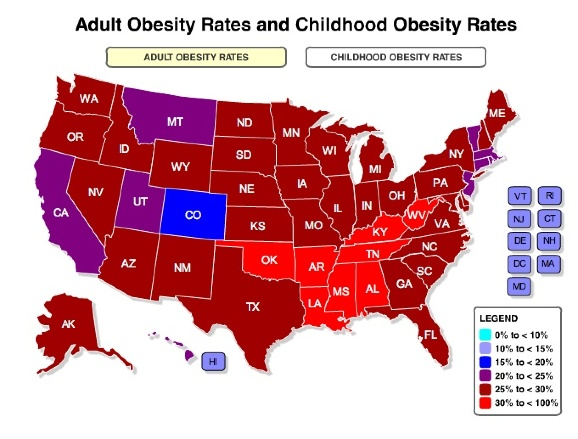 Adult Obesity Rates and Childhood Obesity Rates
ADULT OBESITY RATES
CHILDHOOD OBESITY RATES
WA
MT
ND
MN
ME
OR
ID
SD
WI
MI
NY
WY
NE
IA
PA
NV
UT
CO
IL
IN
OH
WV
VA
VT
RI
CA
KS
MO
KY
NJ
CT
AZ
NM
OK
AR
TN
NC
DE
NH
SC
DC
MA
TX
LA
MS
AL
GA
MD
AK
FL
HI
LEGEND
0% to < 10%
10% to < 15%
15% to < 20%
20% to < 25%
25% to < 30%
30% to < 100%